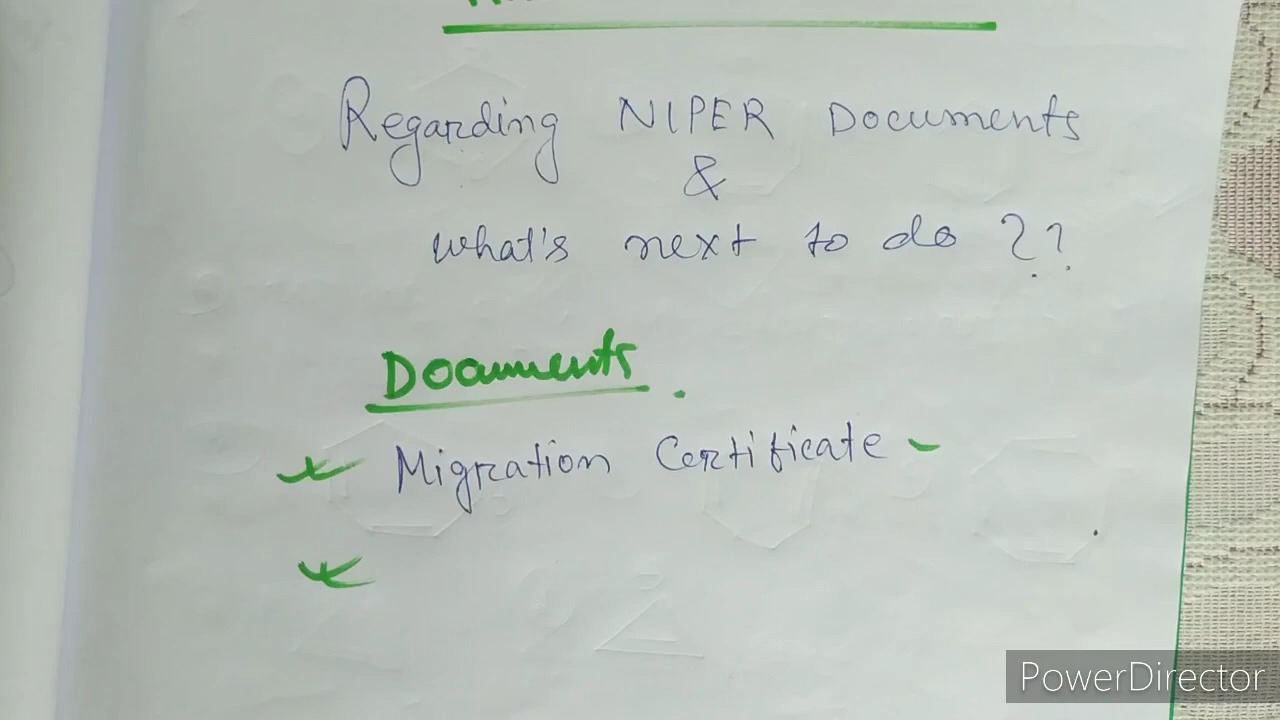 Regarding NIPER Documents
&
what's next to do ??
Documents
Migration Certificate -
PowerDirector